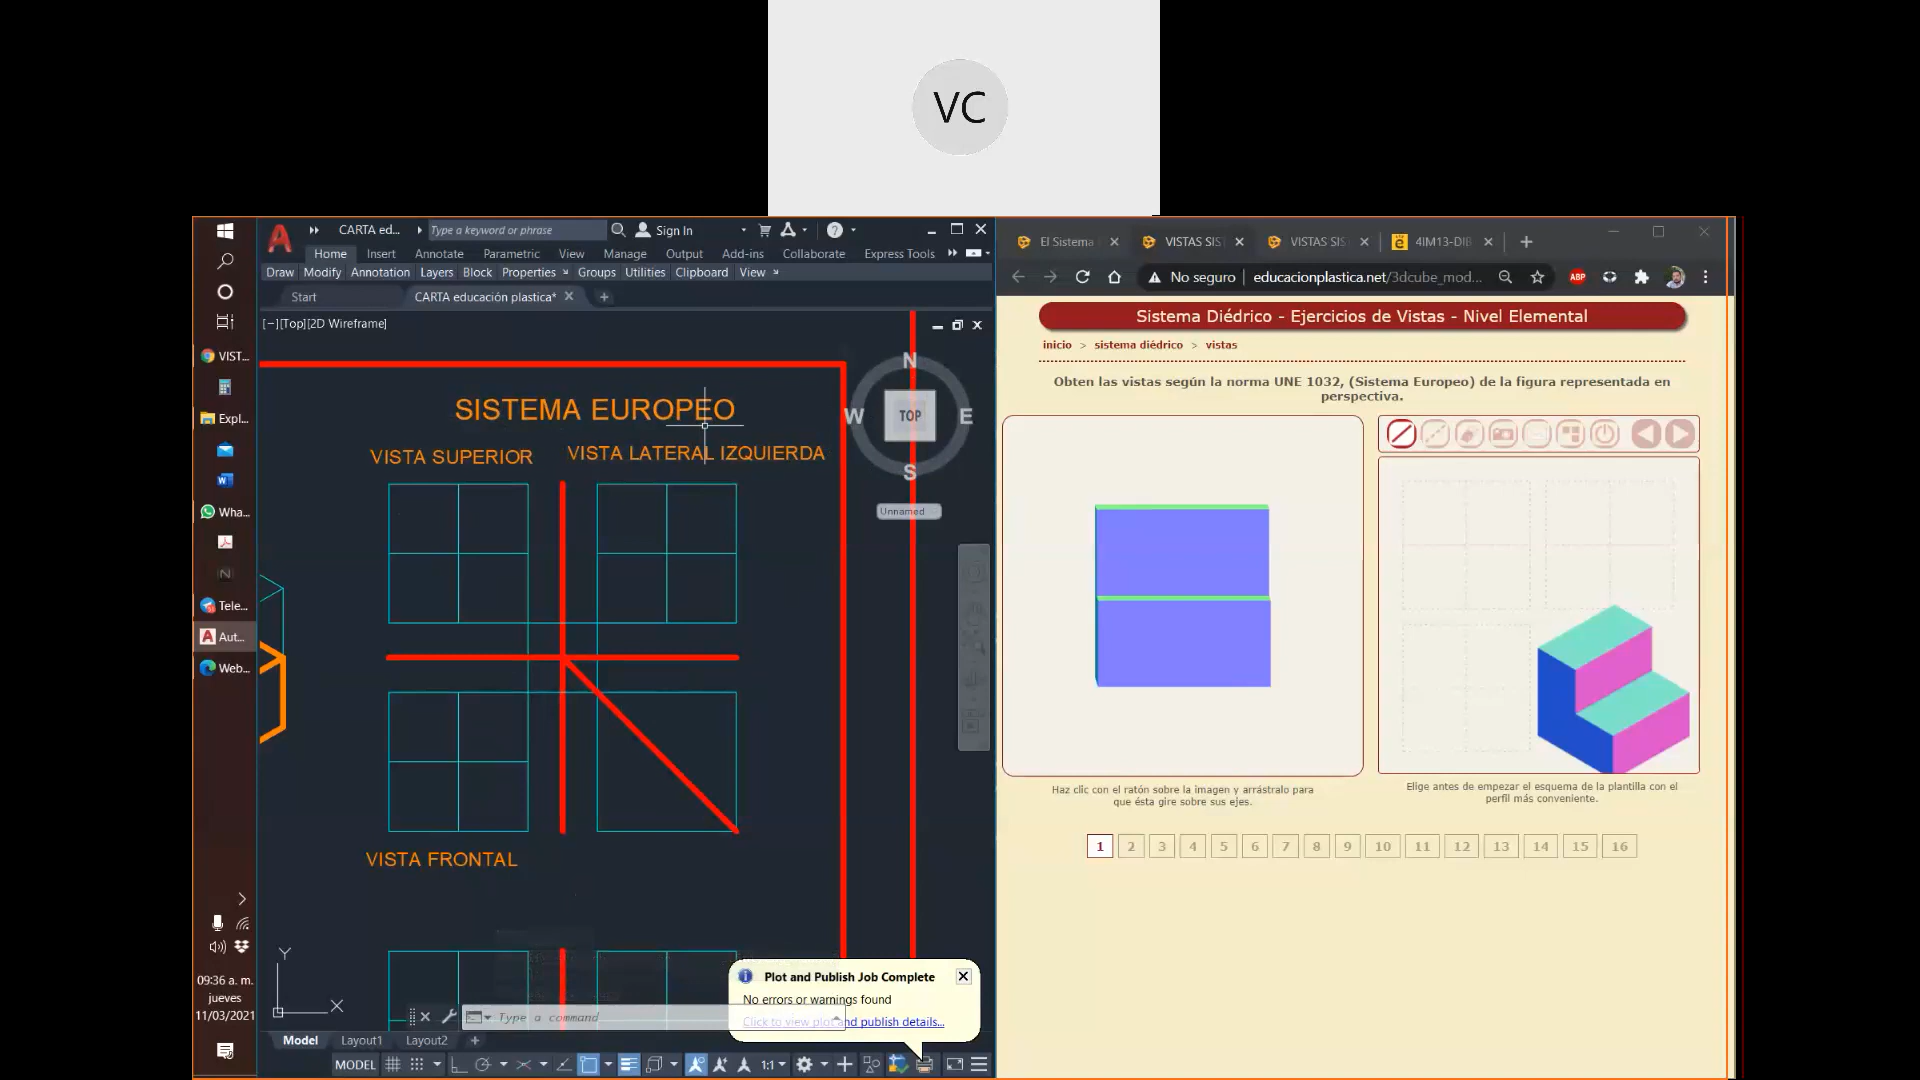 VC
CARTA ed...
Type a keyword or phrase
Sign In
Home Insert Annotate Parametric View Manage Output Add-ins Collaborate Express Tools
Draw Modify Annotation Layers Block Properties Groups Utilities Clipboard View
Start
CARTA educación plastica*
[−][Top][2D Wireframe]
SISTEMA EUROPEO
VISTA SUPERIOR
VISTA LATERAL IZQUIERDA
VISTA FRONTAL
N
W
TOP
E
S
Unnamed
Y
X
Plot and Publish Job Complete
No errors or warnings found
Click to view plot and publish details...
Type a command
Model Layout1 Layout2
MODEL
1:1
VIST...
Expl...
Wha...
Tele...
Aut...
Web...
09:36 a. m.
jueves
11/03/2021
El Sistema
VISTAS SIS
VISTAS SIS
4IM13-DIB
No seguro
educacionplastica.net/3dcube_mod...
ABP
Sistema Diédrico - Ejercicios de Vistas - Nivel Elemental
inicio > sistema diédrico > vistas
Obten las vistas según la norma UNE 1032, (Sistema Europeo) de la figura representada en
perspectiva.
Haz clic con el ratón sobre la imagen y arrástralo para
que ésta gire sobre sus ejes.
Elige antes de empezar el esquema de la plantilla con el
perfil más conveniente.
1 2 3 4 5 6 7 8 9 10 11 12 13 14 15 16